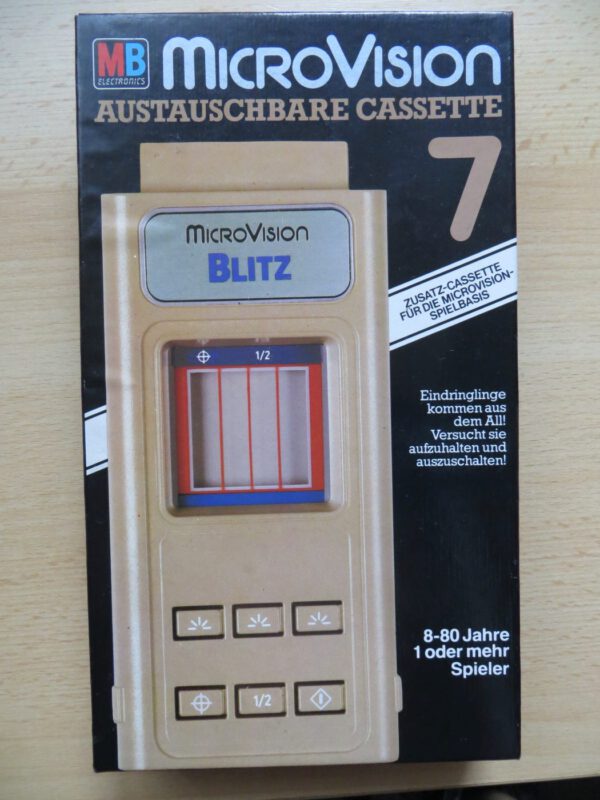 MB
ELECTRONICS
MICROVISION
AUSTAUSCHBARE CASSETTE
7
MICROVISION
BLITZ
ZUSATZ-CASSETTE
FÜR DIE MICROVISION-
SPIELBASIS
1/2
Eindringlinge
kommen aus
dem All!
Versucht sie
aufzuhalten und
auszuschalten!
8-80 Jahre
1 oder mehr
Spieler
1/2